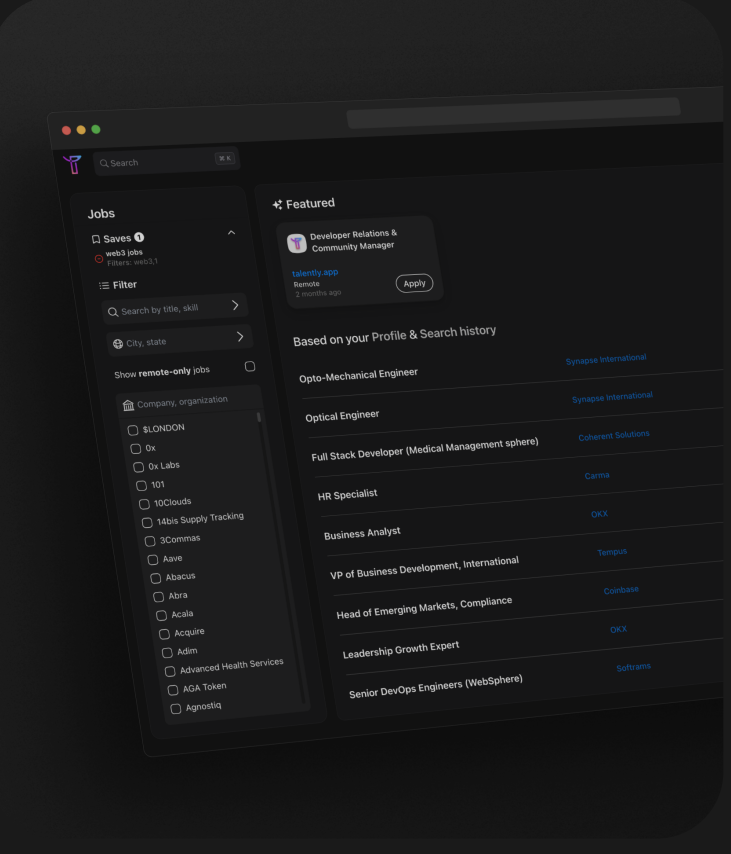 Search
⌘ K
Jobs
Saves 1
web3 jobs
Filters: web3,1
Filter
Search by title, skill
City, state
Show remote-only jobs
Company, organization
$LONDON
0x
0x Labs
101
10Clouds
14bis Supply Tracking
3Commas
Aave
Abacus
Abra
Acala
Acquire
Adim
Advanced Health Services
AGA Token
Agnostiq
Featured
Developer Relations &
Community Manager
talently.app
Remote
2 months ago
Apply
Based on your Profile & Search history
Opto-Mechanical Engineer Synapse International
Optical Engineer Synapse International
Full Stack Developer (Medical Management sphere) Coherent Solutions
HR Specialist Carma
Business Analyst OKX
VP of Business Development, International Tempus
Head of Emerging Markets, Compliance Coinbase
Leadership Growth Expert OKX
Senior DevOps Engineers (WebSphere) Softrams